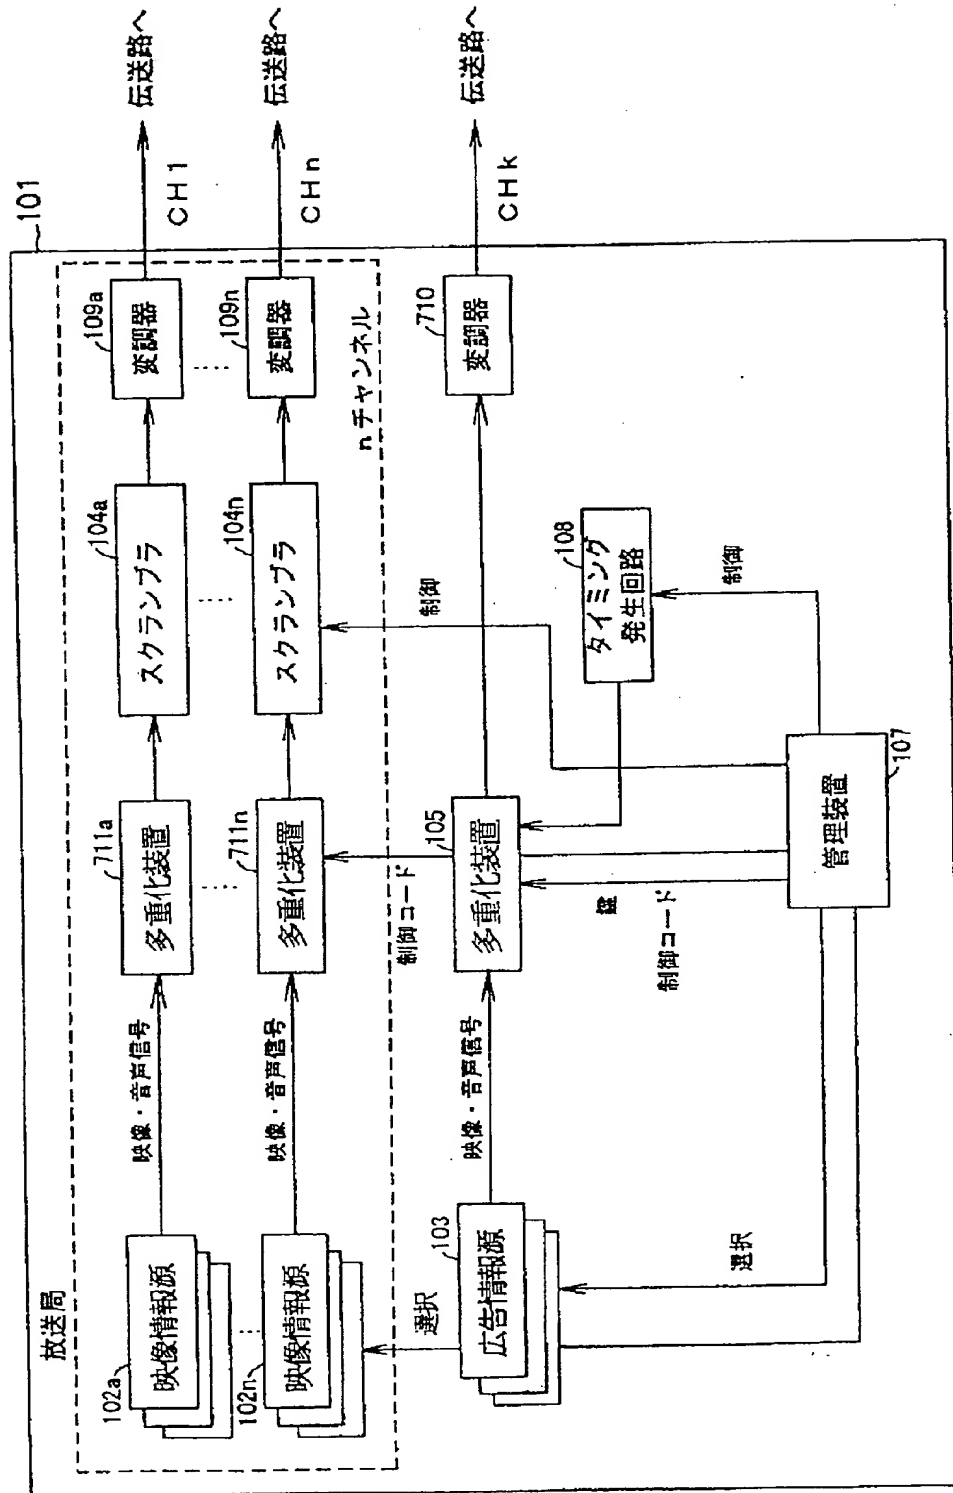 放送局
101
102a
映像情報源
映像・音声信号
711a
多重化装置
104a
スクランブラ
109a
変調器
CH1
伝送路へ
102n
映像情報源
映像・音声信号
711n
多重化装置
104n
スクランブラ
109n
変調器
CHn
伝送路へ
nチャンネル
選択
制御コード
制御
103
広告情報源
映像・音声信号
105
多重化装置
710
変調器
CHk
伝送路へ
鍵
制御コード
108
タイミング
発生回路
制御
選択
管理装置
107